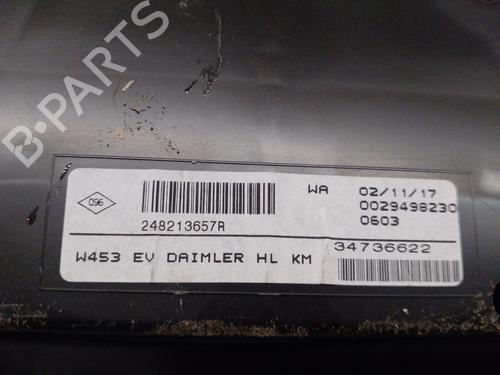 B-PARTS
096
248213657R
WA 02/11/17
0029498230
0603
34736622
W453 EV DAIMLER HL KM